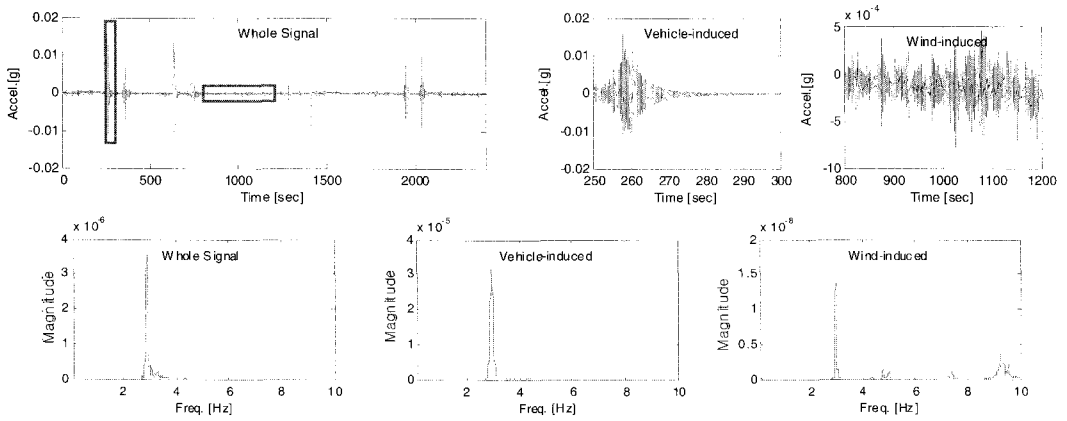 Whole Signal
0.02
0.01
0
-0.01
-0.02
Accel.[g]
0 500 1000 1500 2000
Time [sec]
Vehicle-induced
0.02
0.01
0
-0.01
-0.02
Accel.[g]
250 260 270 280 290 300
Time [sec]
x 10-4
Wind-induced
5
0
-5
-10
Accel.[g]
800 900 1000 1100 1200
Time [sec]
x 10-6
Whole Signal
4
3
2
1
0
Magnitude
2 4 6 8 10
Freq. [Hz]
x 10-5
Vehicle-induced
4
3
2
1
0
Magnitude
2 4 6 8 10
Freq. [Hz]
x 10-8
Wind-induced
2
1.5
1
0.5
0
Magnitude
2 4 6 8 10
Freq. [Hz]